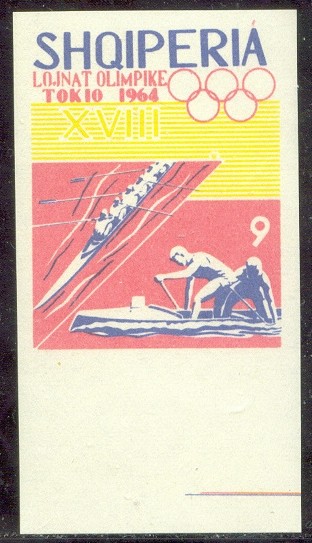 SHQIPERIA
LOJNAT OLIMPIKE
TOKIO 1964
XVIII
9